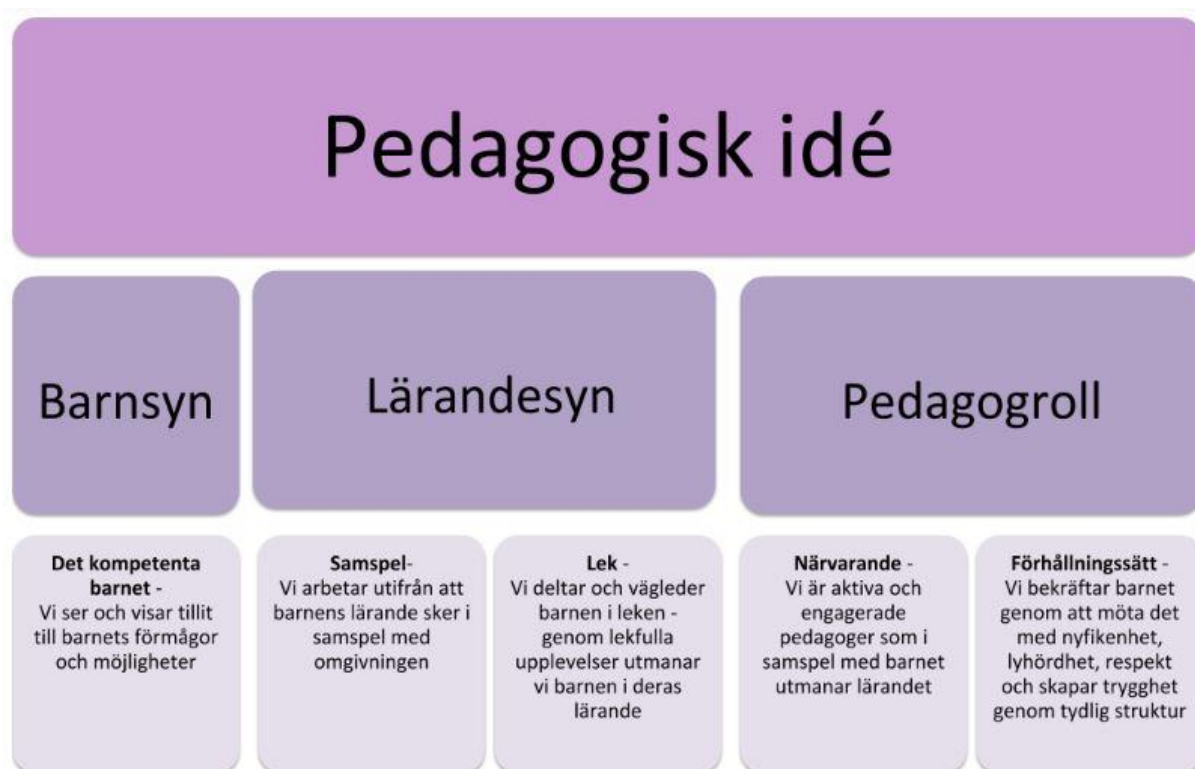 Pedagogisk idé
Barnsyn
Lärandesyn
Pedagogroll
Det kompetenta
barnet -
Vi ser och visar tillit
till barnets förmågor
och möjligheter
Samspel-
Vi arbetar utifrån att
barnens lärande sker i
samspel med
omgivningen
Lek -
Vi deltar och vägleder
barnen i leken -
genom lekfulla
upplevelser utmanar
vi barnen i deras
lärande
Närvarande -
Vi är aktiva och
engagerade
pedagoger som i
samspel med barnet
utmanar lärandet
Förhållningssätt -
Vi bekräftar barnet
genom att möta det
med nyfikenhet,
lyhördhet, respekt
och skapar trygghet
genom tydlig struktur